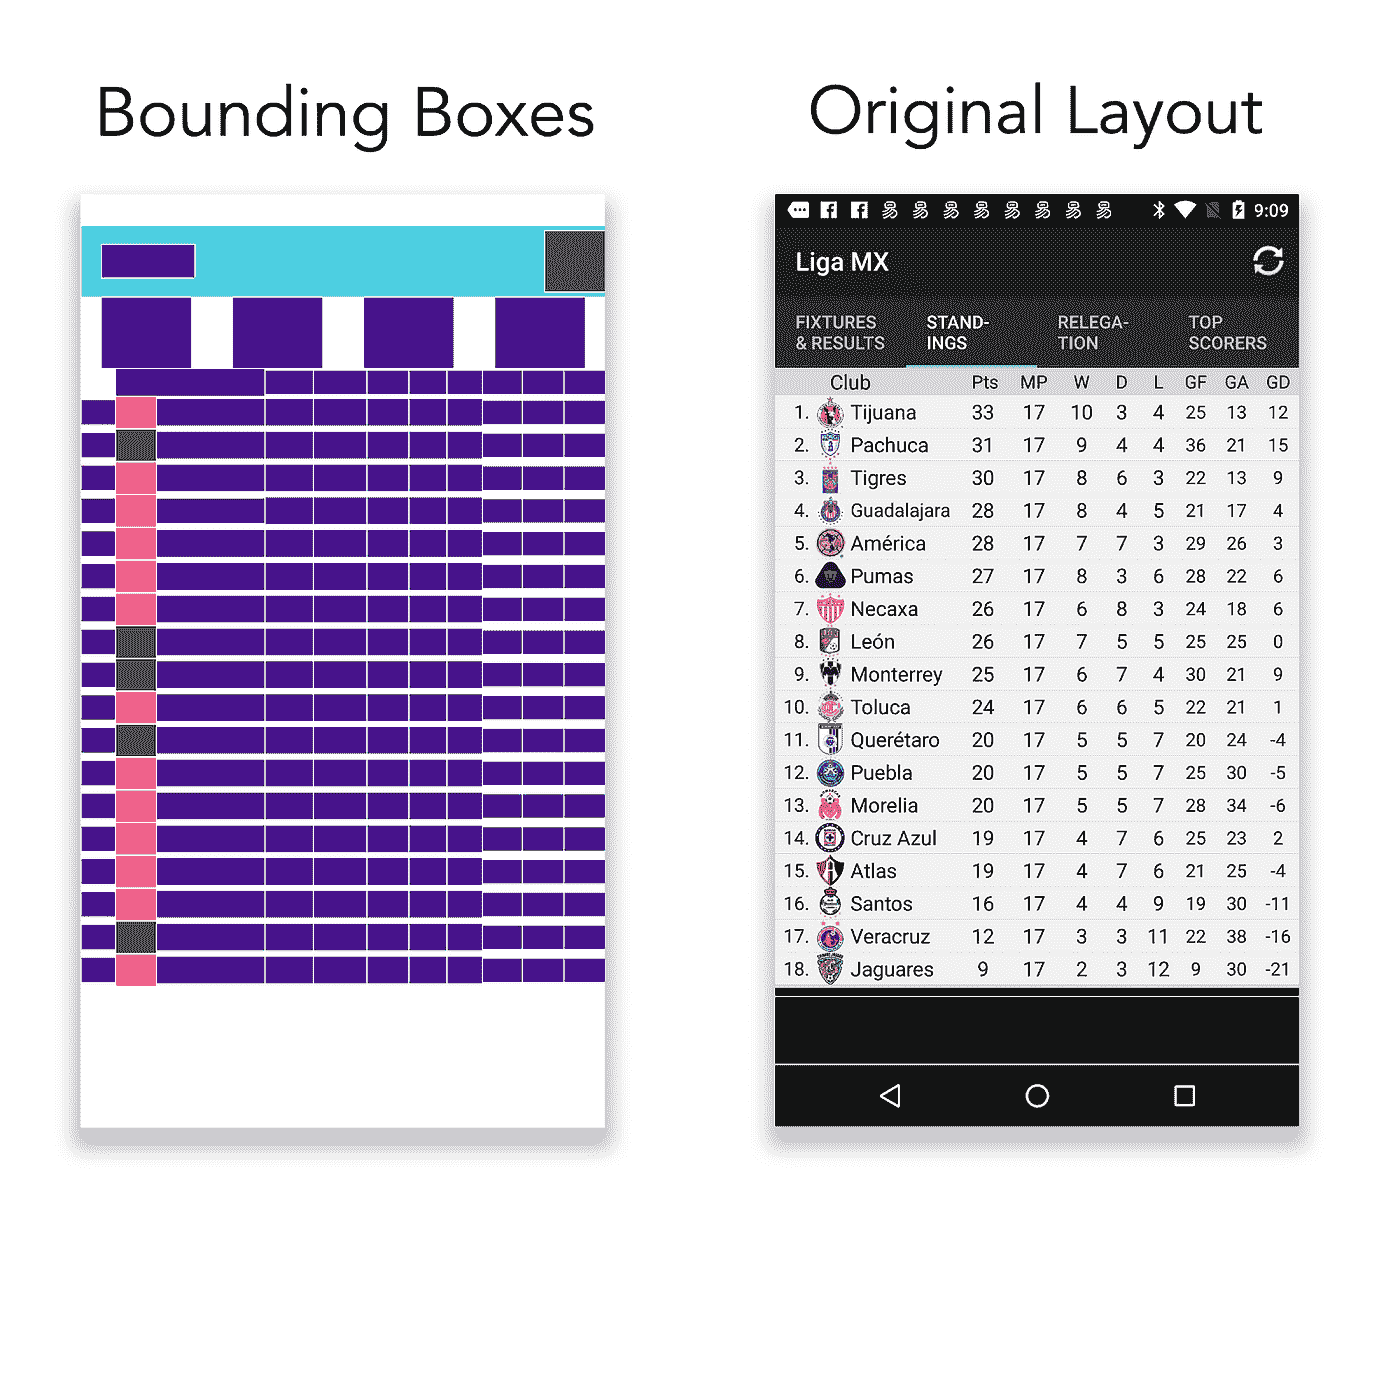 Bounding Boxes
Original Layout
9:09
Liga MX
FIXTURES & RESULTS
STAND-INGS
RELEGA-TION
TOP SCORERS
Club Pts MP W D L GF GA GD
1. Tijuana 33 17 10 3 4 25 13 12
2. Pachuca 31 17 9 4 4 36 21 15
3. Tigres 30 17 8 6 3 22 13 9
4. Guadalajara 28 17 8 4 5 21 17 4
5. América 28 17 7 7 3 29 26 3
6. Pumas 27 17 8 3 6 28 22 6
7. Necaxa 26 17 6 8 3 24 18 6
8. León 26 17 7 5 5 25 25 0
9. Monterrey 25 17 6 7 4 30 21 9
10. Toluca 24 17 6 6 5 22 21 1
11. Querétaro 20 17 5 5 7 20 24 -4
12. Puebla 20 17 5 5 7 25 30 -5
13. Morelia 20 17 5 5 7 28 34 -6
14. Cruz Azul 19 17 4 7 6 25 23 2
15. Atlas 19 17 4 7 6 21 25 -4
16. Santos 16 17 4 4 9 19 30 -11
17. Veracruz 12 17 3 3 11 22 38 -16
18. Jaguares 9 17 2 3 12 9 30 -21